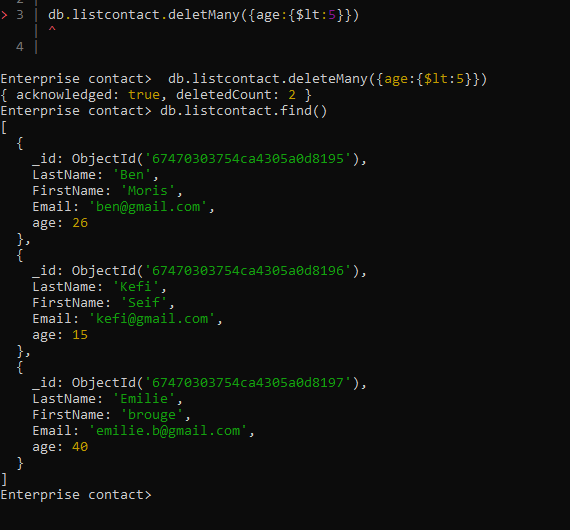 > 3 | db.listcontact.deletMany({age:{$lt:5}})
| ^
4 |
Enterprise contact>  db.listcontact.deleteMany({age:{$lt:5}})
{ acknowledged: true, deletedCount: 2 }
Enterprise contact> db.listcontact.find()
[
  {
    _id: ObjectId('67470303754ca4305a0d8195'),
    LastName: 'Ben',
    FirstName: 'Moris',
    Email: 'ben@gmail.com',
    age: 26
  },
  {
    _id: ObjectId('67470303754ca4305a0d8196'),
    LastName: 'Kefi',
    FirstName: 'Seif',
    Email: 'kefi@gmail.com',
    age: 15
  },
  {
    _id: ObjectId('67470303754ca4305a0d8197'),
    LastName: 'Emilie',
    FirstName: 'brouge',
    Email: 'emilie.b@gmail.com',
    age: 40
  }
]
Enterprise contact>